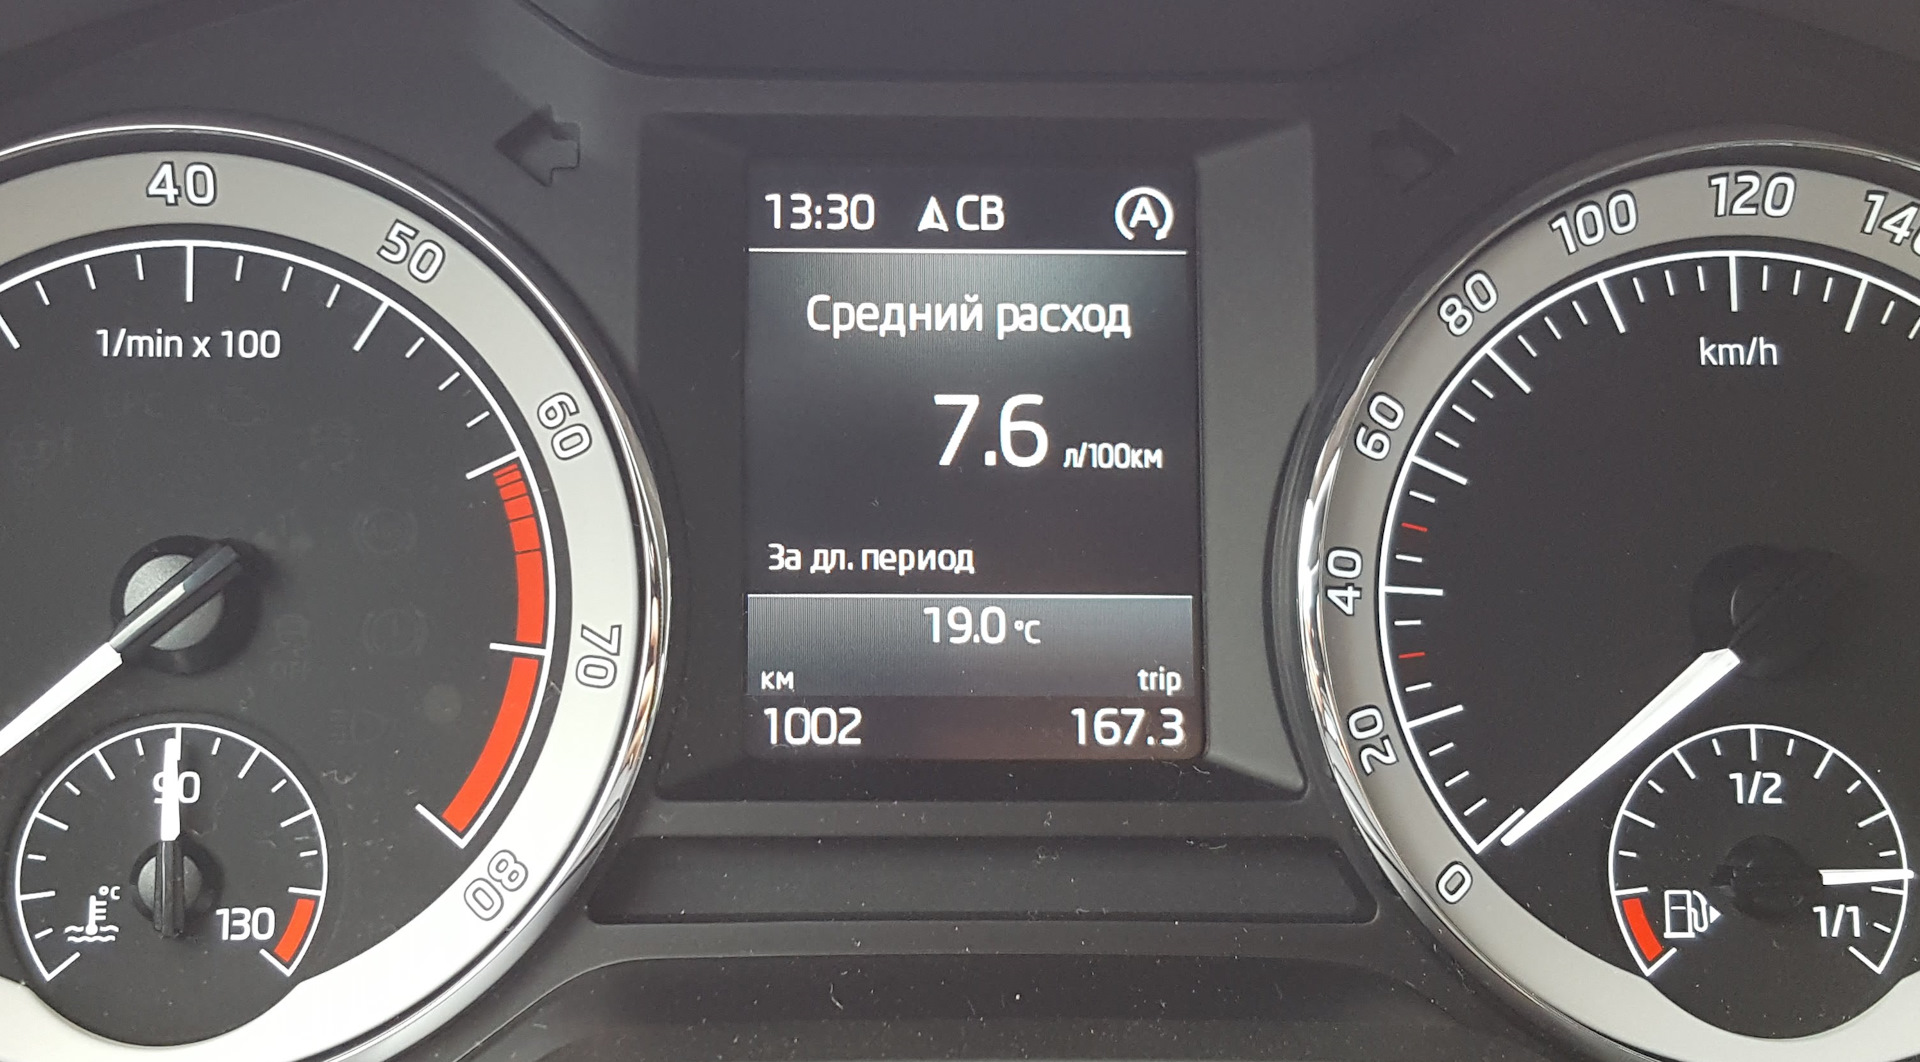 40
50
60
70
80
1/min x 100
90
130
°C
13:30 СВ A
Средний расход
7.6 л/100км
За дл. период
19.0 °C
км trip
1002 167.3
0
20
40
60
80
100
120
km/h
1/2
1/1